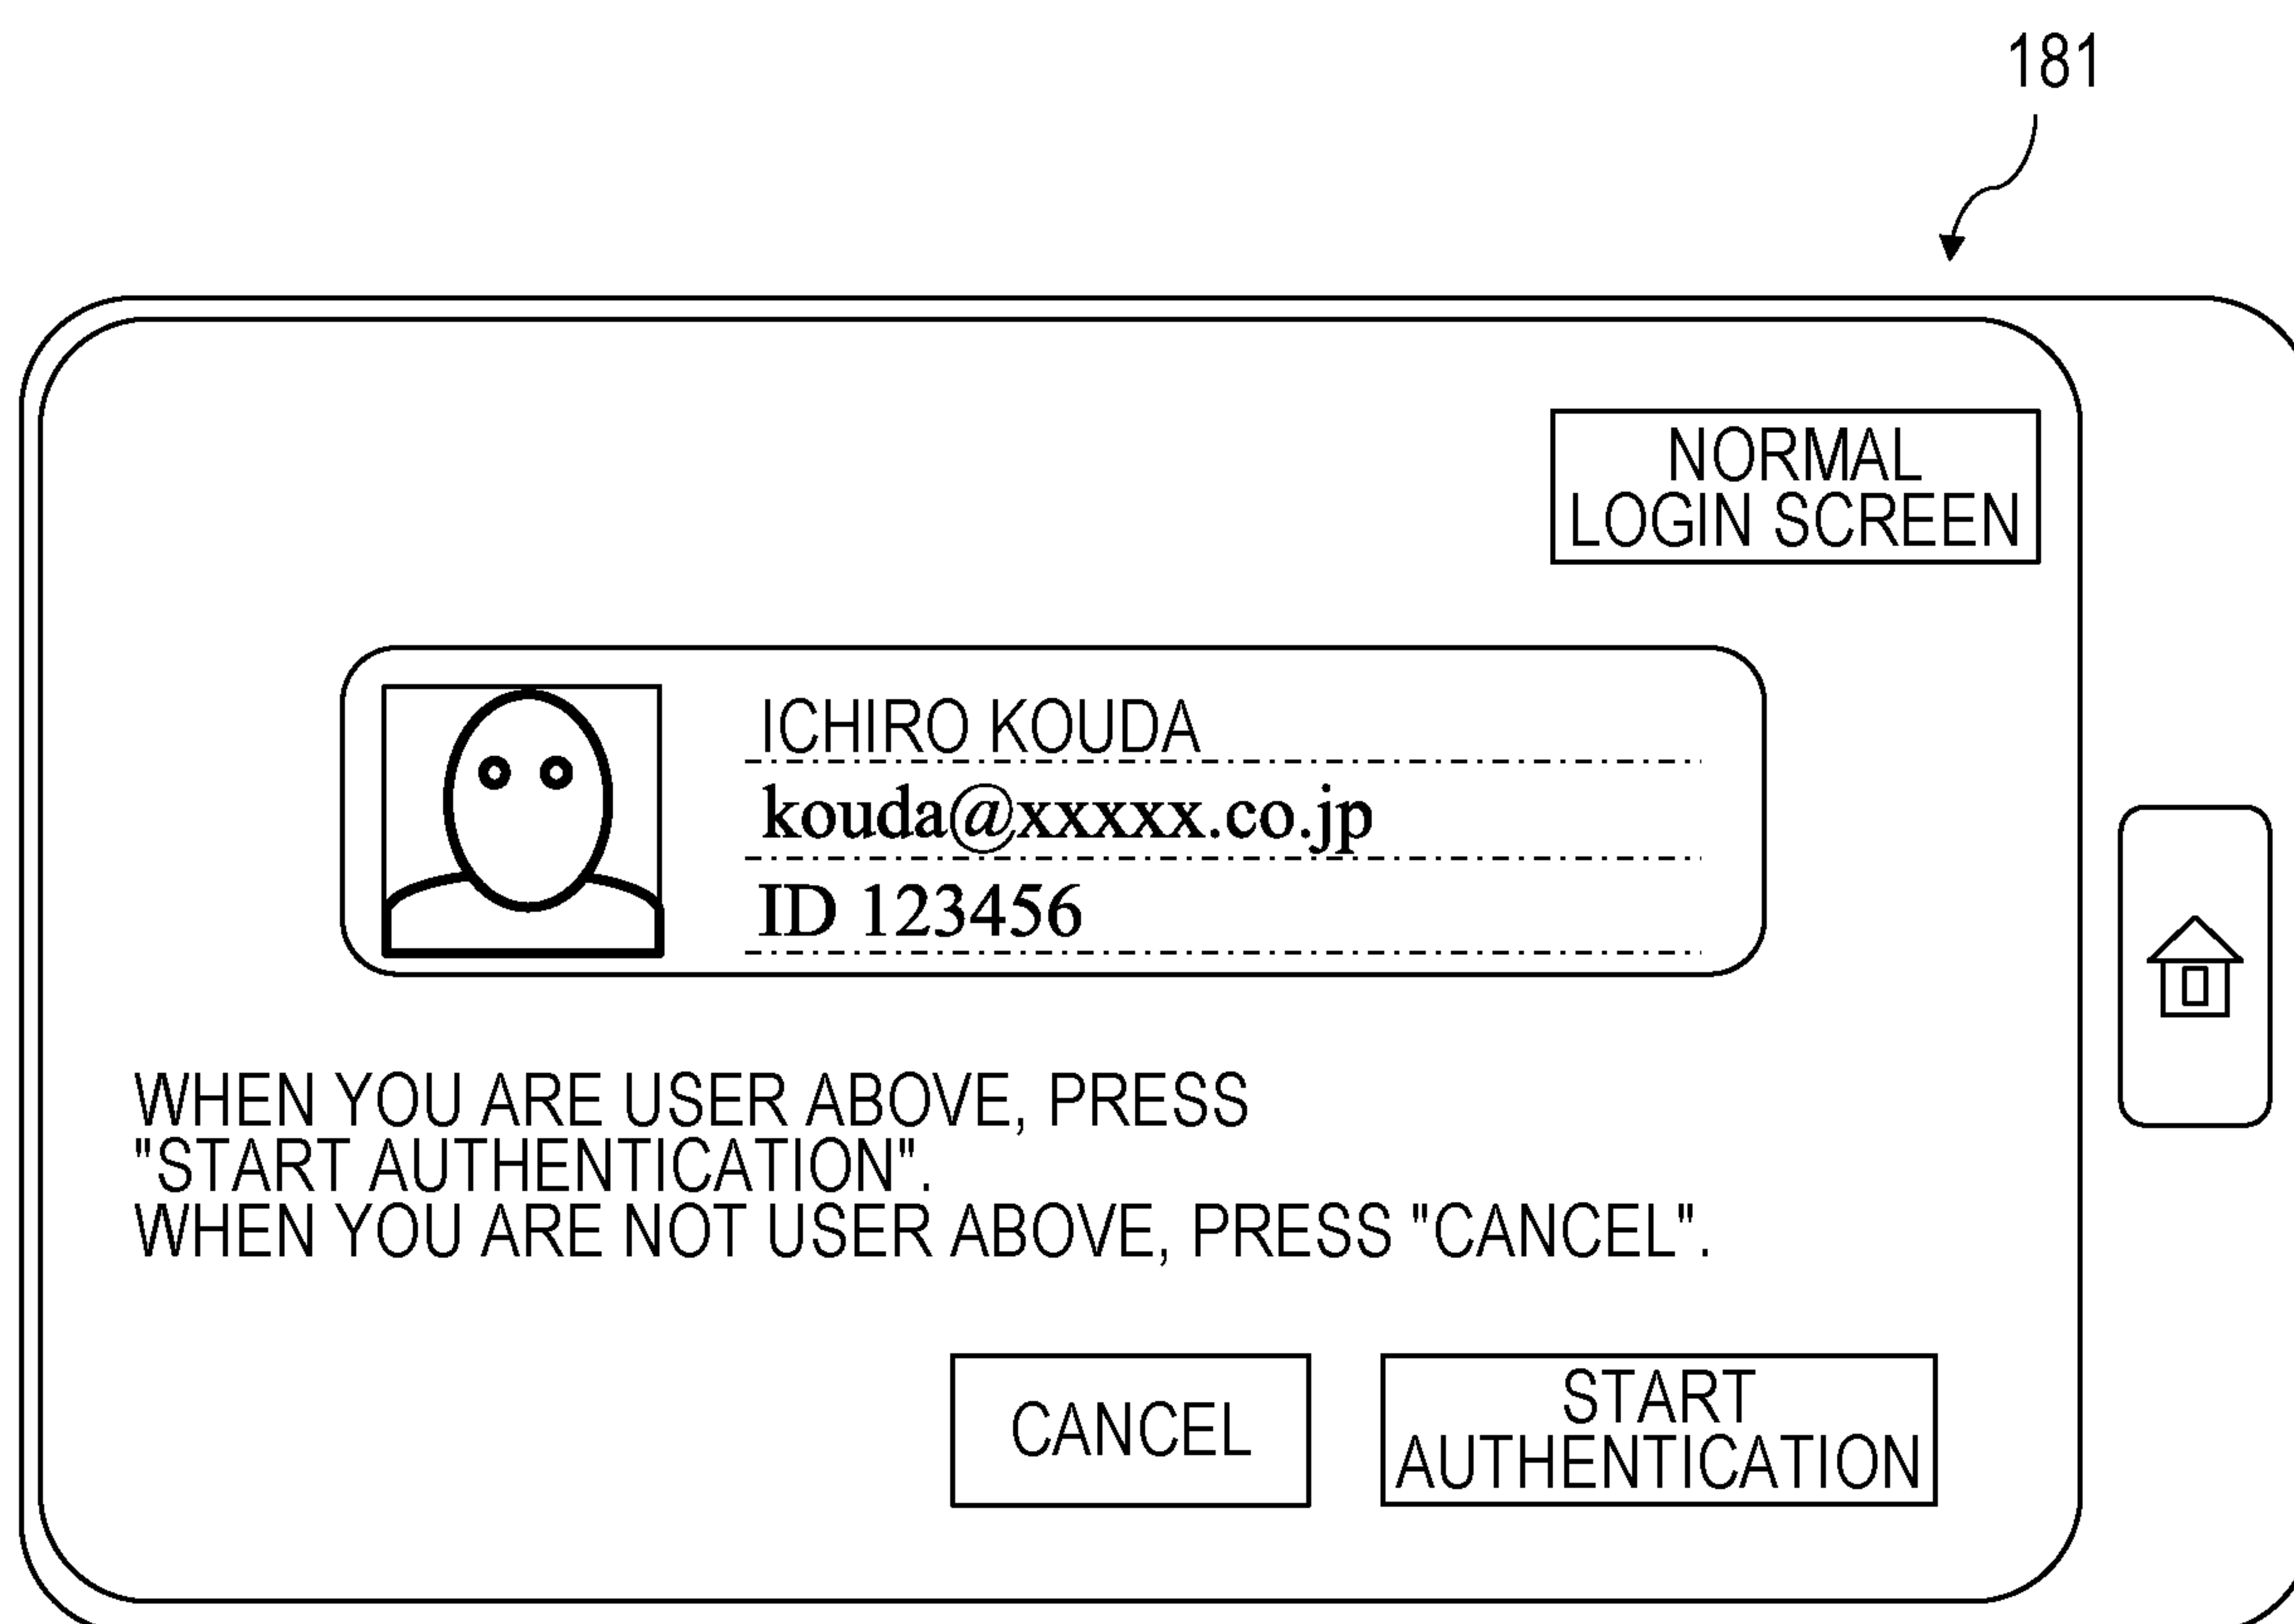 181
NORMAL
LOGIN SCREEN
ICHIRO KOUDA
kouda@xxxxx.co.jp
ID 123456
WHEN YOU ARE USER ABOVE, PRESS
"START AUTHENTICATION".
WHEN YOU ARE NOT USER ABOVE, PRESS "CANCEL".
CANCEL
START
AUTHENTICATION